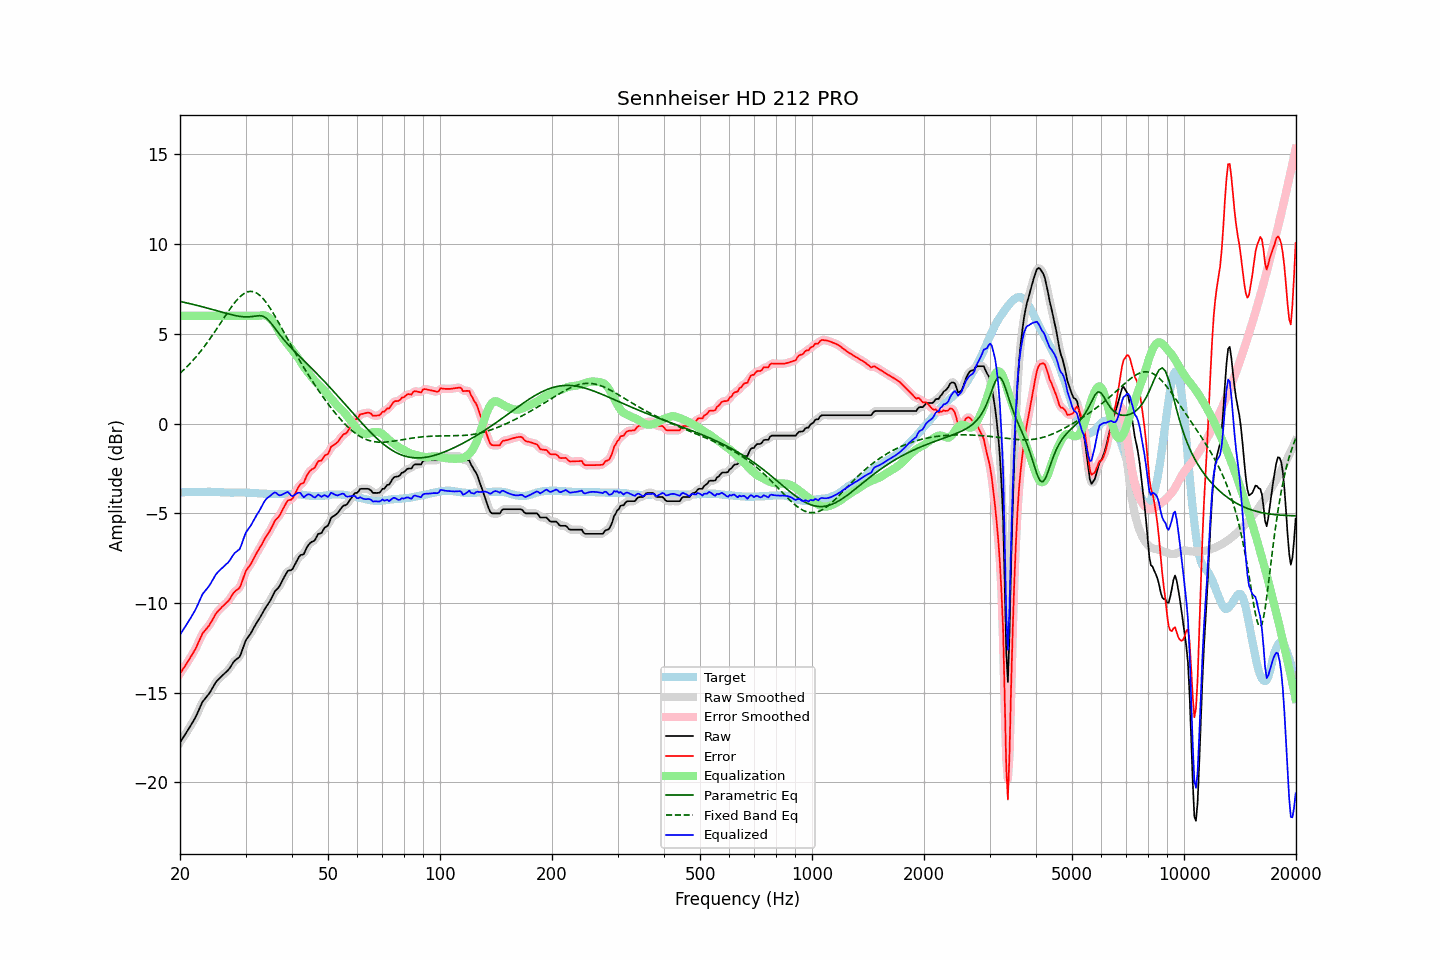 Sennheiser HD 212 PRO
Amplitude (dBr)
15
10
5
0
−5
−10
−15
−20
Target
Raw Smoothed
Error Smoothed
Raw
Error
Equalization
Parametric Eq
Fixed Band Eq
Equalized
20
50
100
200
500
1000
2000
5000
10000
20000
Frequency (Hz)